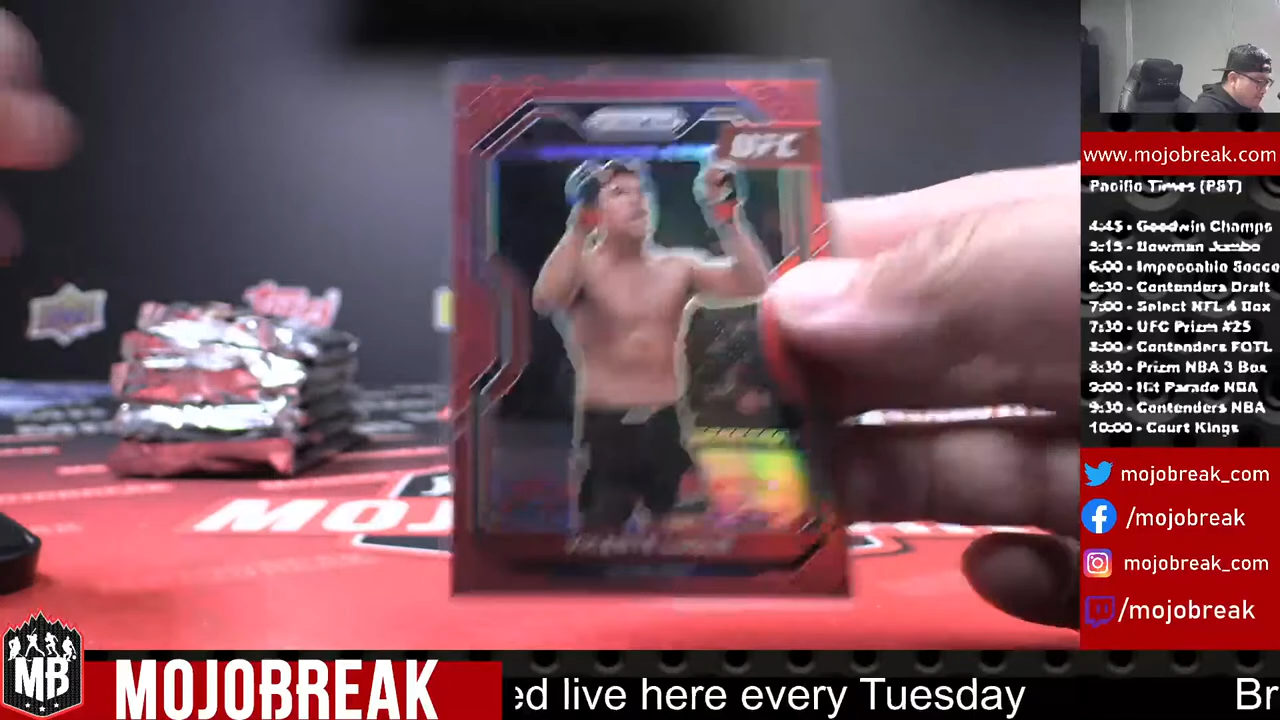 UFC
MO
www.mojobreak.com
Pacific Times (PST)
4:45 - Goodwin Champs
5:15 - Bowman Jumbo
6:00 - Impeccable Socce
6:30 - Contenders Draft
7:00 - Select NFL 4 Box
7:30 - UFC Prizm #25
8:00 - Contenders FOTL
8:30 - Prizm NBA 3 Box
9:00 - Hit Parade NBA
9:30 - Contenders NBA
10:00 - Court Kings
mojobreak_com
/mojobreak
mojobreak_com
/mojobreak
MB
MOJOBREAK
ed live here every Tuesday
Br